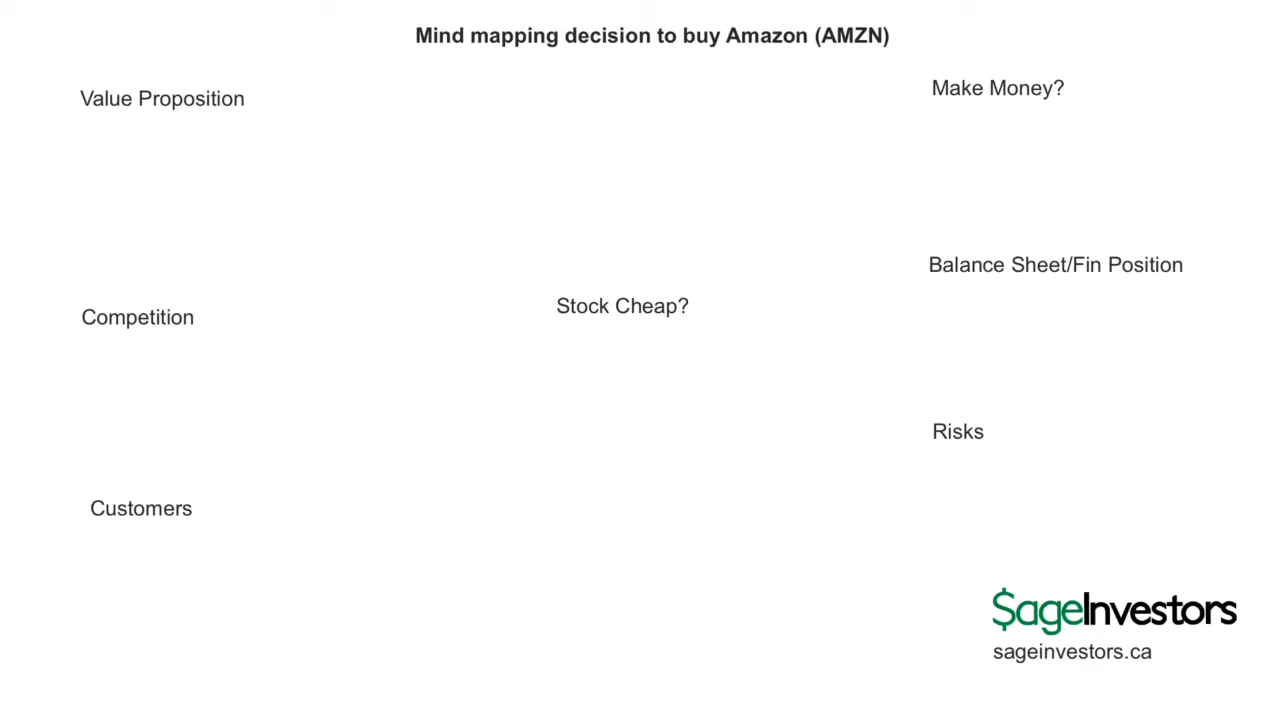 Mind mapping decision to buy Amazon (AMZN)
Value Proposition
Make Money?
Balance Sheet/Fin Position
Stock Cheap?
Competition
Risks
Customers
$ageInvestors
sageinvestors.ca